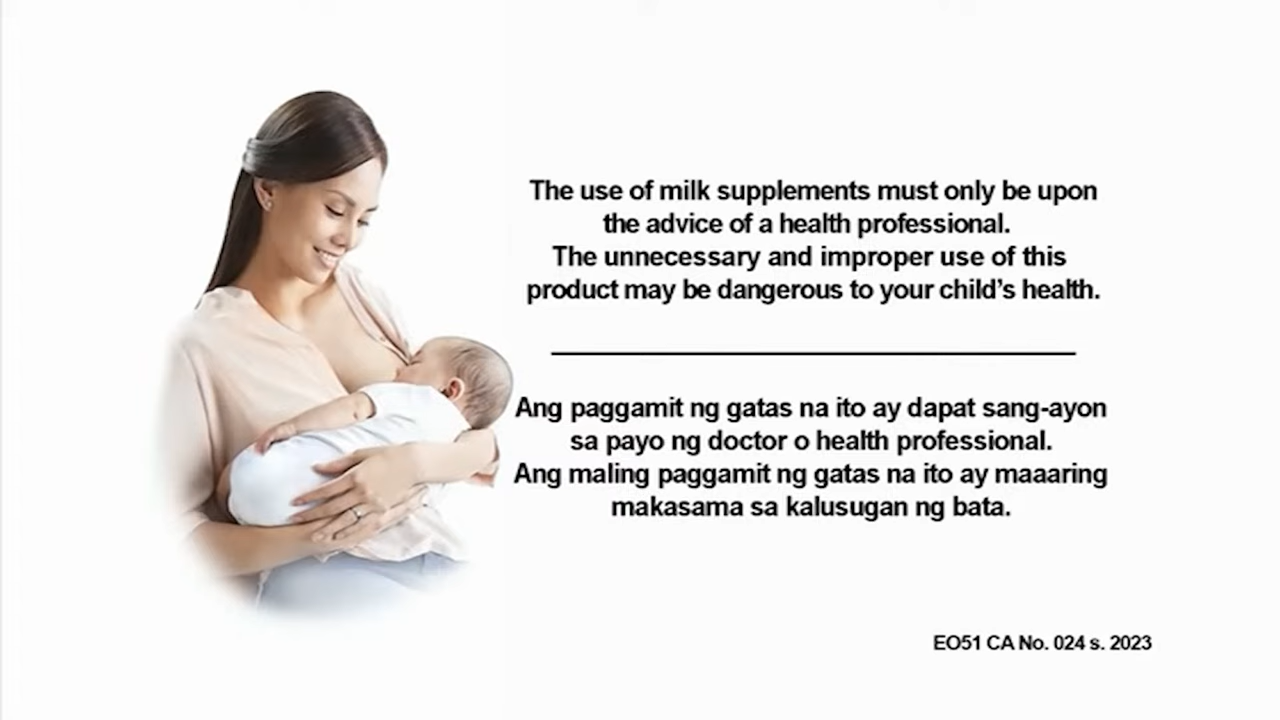 The use of milk supplements must only be upon
the advice of a health professional.
The unnecessary and improper use of this
product may be dangerous to your child's health.
Ang paggamit ng gatas na ito ay dapat sang-ayon
sa payo ng doctor o health professional.
Ang maling paggamit ng gatas na ito ay maaaring
makasama sa kalusugan ng bata.
EO51 CA No. 024 s. 2023